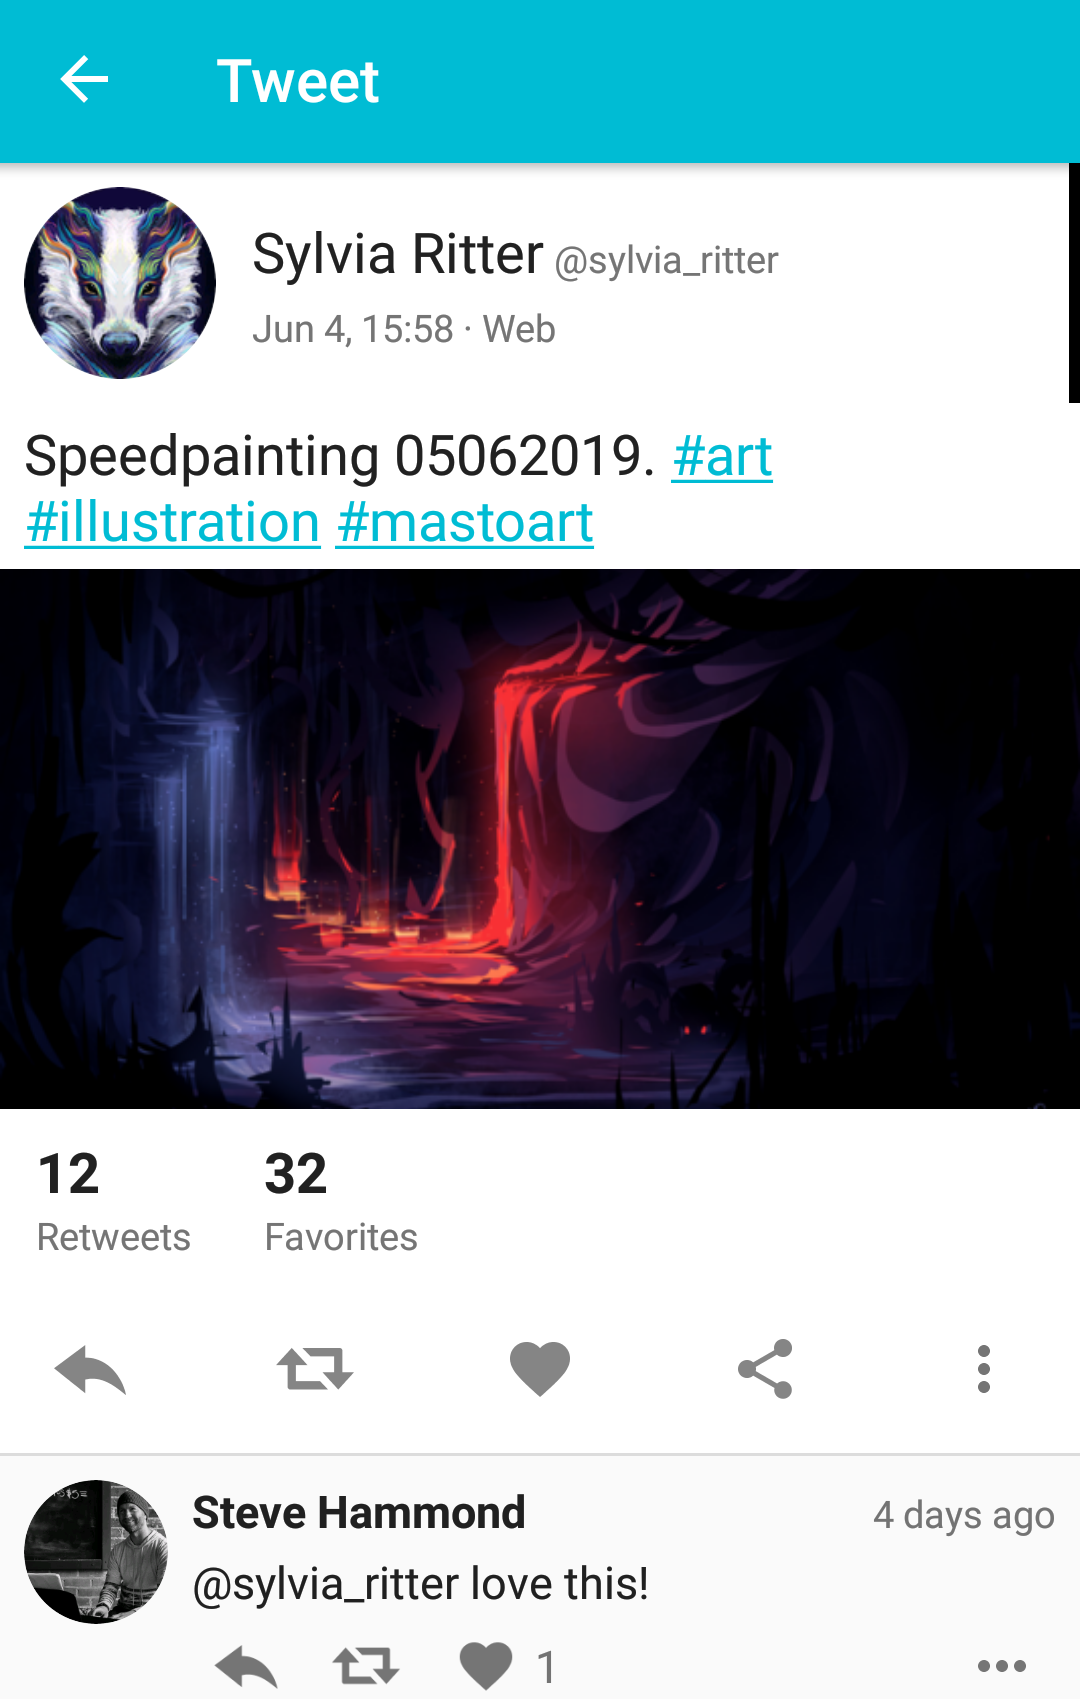 Tweet
Sylvia Ritter @sylvia_ritter
Jun 4, 15:58 · Web
Speedpainting 05062019. #art
#illustration #mastoart
12 32
Retweets Favorites
Steve Hammond 4 days ago
@sylvia_ritter love this!
1